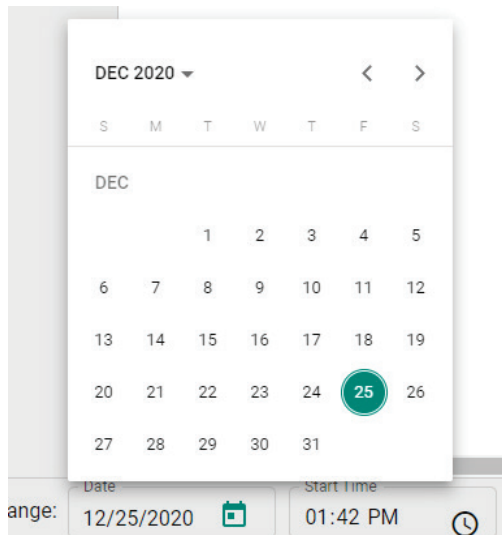 DEC 2020
S M T W T F S
DEC
1 2 3 4 5
6 7 8 9 10 11 12
13 14 15 16 17 18 19
20 21 22 23 24 25 26
27 28 29 30 31
Date Start Time
ange: 12/25/2020 01:42 PM